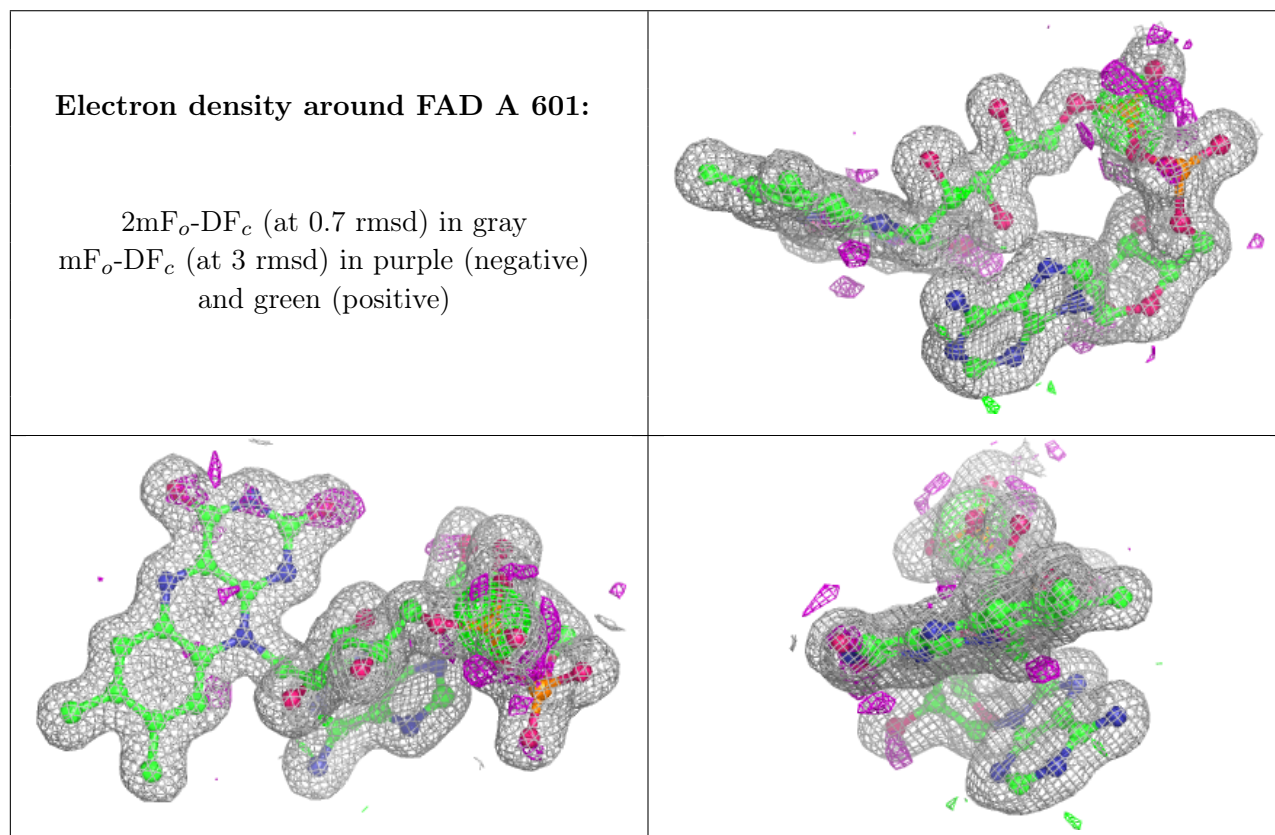 Electron density around FAD A 601:
2mFₒ-DF𝒸 (at 0.7 rmsd) in gray
mFₒ-DF𝒸 (at 3 rmsd) in purple (negative)
and green (positive)